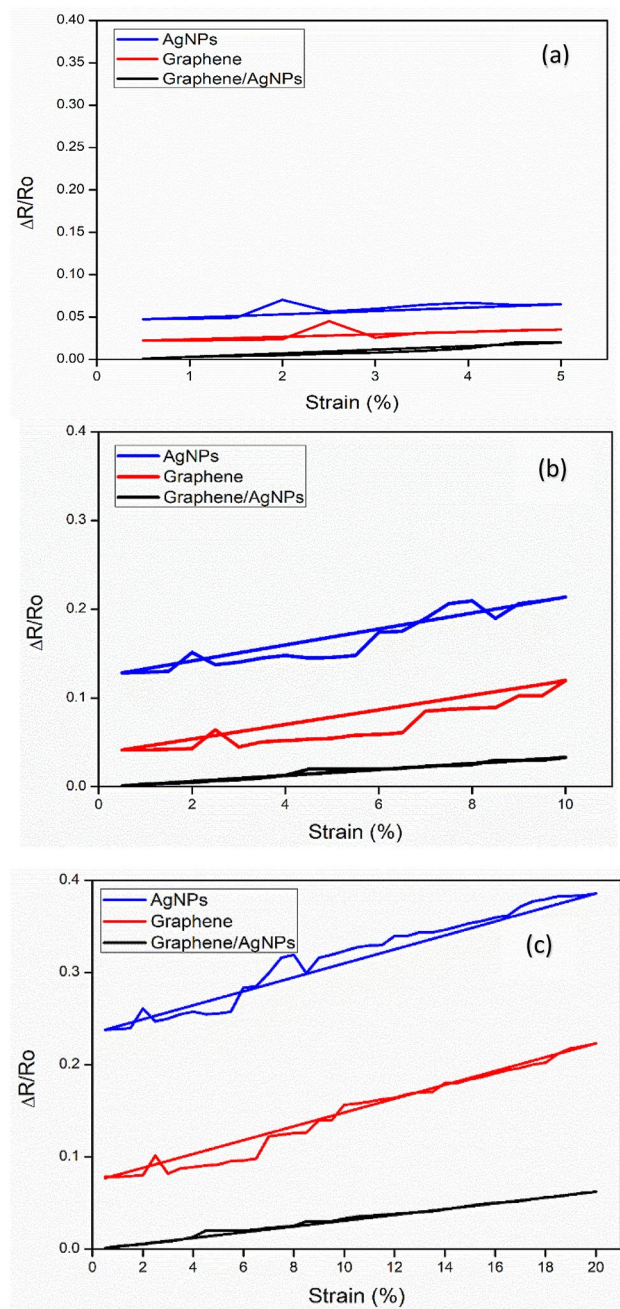 0.40
0.35
0.30
0.25
0.20
0.15
0.10
0.05
0.00
ΔR/Ro
AgNPs
Graphene
Graphene/AgNPs
(a)
0 1 2 3 4 5
Strain (%)
0.4
0.3
0.2
0.1
0.0
ΔR/Ro
AgNPs
Graphene
Graphene/AgNPs
(b)
0 2 4 6 8 10
Strain (%)
0.4
0.3
0.2
0.1
0.0
ΔR/Ro
AgNPs
Graphene
Graphene/AgNPs
(c)
0 2 4 6 8 10 12 14 16 18 20
Strain (%)